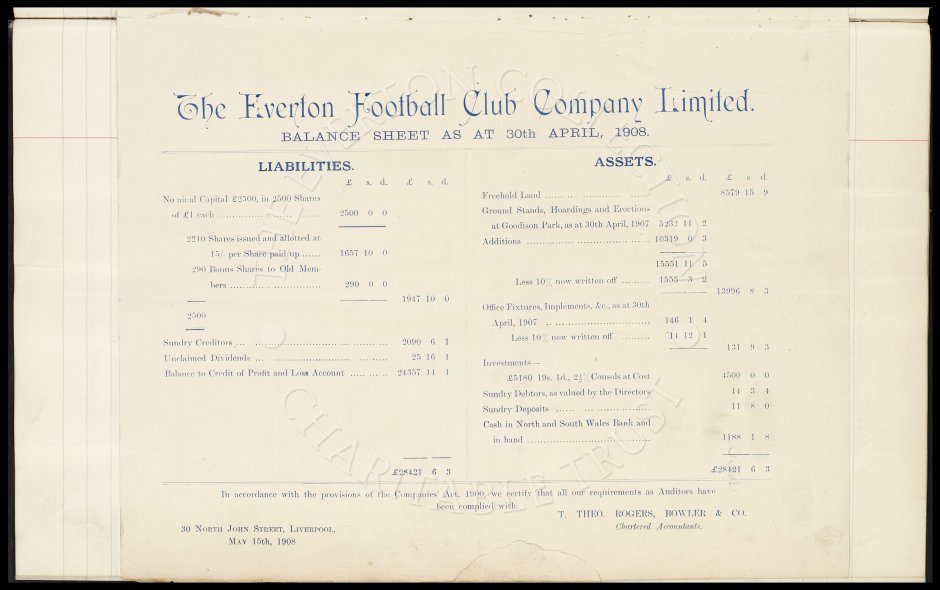 The Everton Football Club Company Limited.
BALANCE SHEET AS AT 30th APRIL, 1908.
LIABILITIES.
£ s. d. £ s. d.
Nominal Capital £2500, in 2500 Shares
of £1 each 2500 0 0
2210 Shares issued and allotted at
15/- per Share paid up 1657 10 0
290 Bonus Shares to Old Mem-
bers 290 0 0
1947 10 0
2500
Sundry Creditors 2090 6 1
Unclaimed Dividends 25 16 1
Balance to Credit of Profit and Loss Account 24357 14 1
£28421 6 3
ASSETS.
£ s. d. £ s d.
Freehold Land 8579 15 9
Ground Stands, Hoardings and Erections
at Goodison Park, as at 30th April, 1907 5232 11 2
Additions 10319 0 3
15551 11 5
Less 10% now written off 1555 3 2
13996 8 3
Office Fixtures, Implements, &c., as at 30th
April, 1907 146 1 4
Less 10% now written off 14 12 1
131 9 3
Investments—
£5180 19s. 1d., 2½% Consols at Cost 4500 0 0
Sundry Debtors, as valued by the Directors 14 3 4
Sundry Deposits 11 8 0
Cash in North and South Wales Bank and
in hand 1188 1 8
£28421 6 3
In accordance with the provisions of the Companies' Act, 1900, we certify that all our requirements as Auditors have
been complied with.
T. THEO. ROGERS, BOWLER & CO.
Chartered Accountants.
30 NORTH JOHN STREET, LIVERPOOL,
MAY 15th, 1908
THE EVERTON COLLECTION
CHARITABLE TRUST